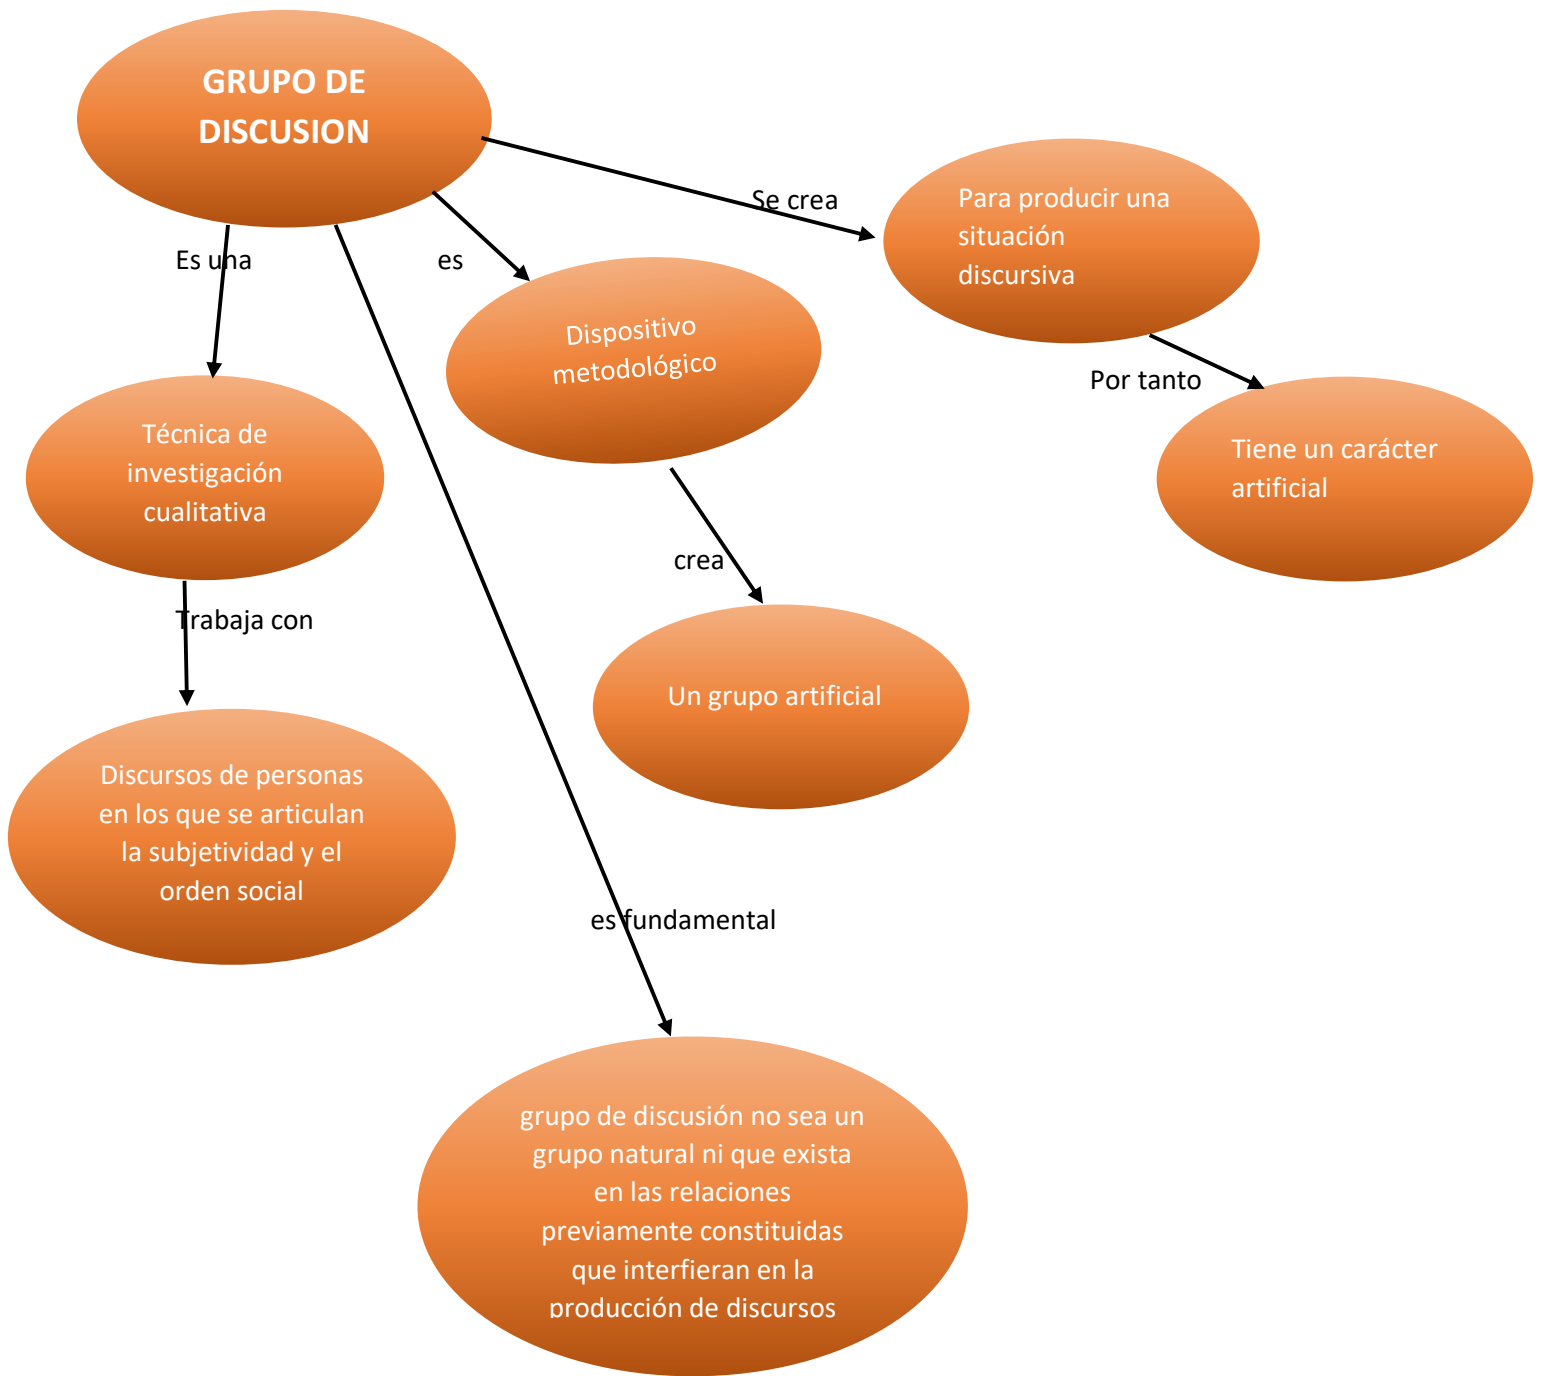 GRUPO DE
DISCUSION
Se crea
Para producir una
situación
discursiva
Es una
es
Dispositivo
metodológico
Por tanto
Técnica de
investigación
cualitativa
Tiene un carácter
artificial
crea
Trabaja con
Un grupo artificial
Discursos de personas
en los que se articulan
la subjetividad y el
orden social
es fundamental
grupo de discusión no sea un
grupo natural ni que exista
en las relaciones
previamente constituidas
que interfieran en la
producción de discursos